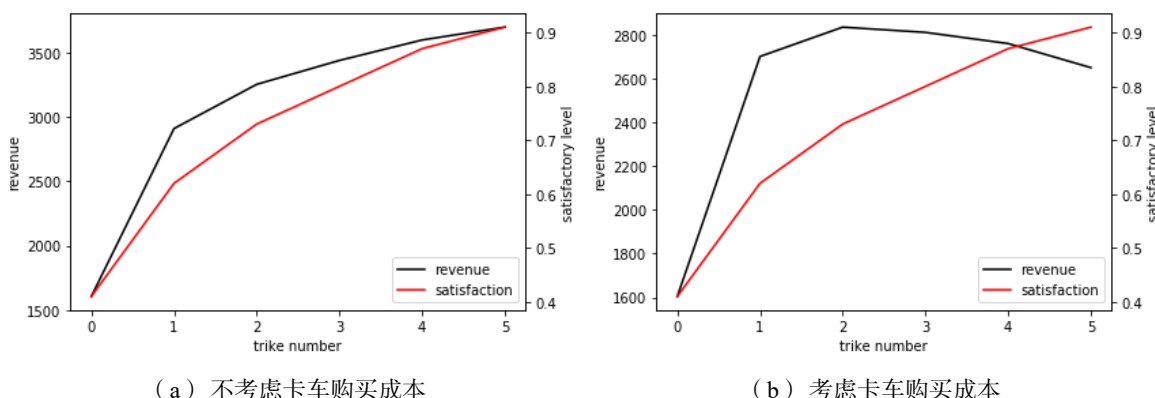 3500
3000
2500
2000
1500
revenue
0.9
0.8
0.7
0.6
0.5
0.4
satisfactory level
revenue
satisfaction
0 1 2 3 4 5
trike number
(a) 不考虑卡车购买成本
2800
2600
2400
2200
2000
1800
1600
revenue
0.9
0.8
0.7
0.6
0.5
0.4
satisfactory level
revenue
satisfaction
0 1 2 3 4 5
trike number
(b) 考虑卡车购买成本